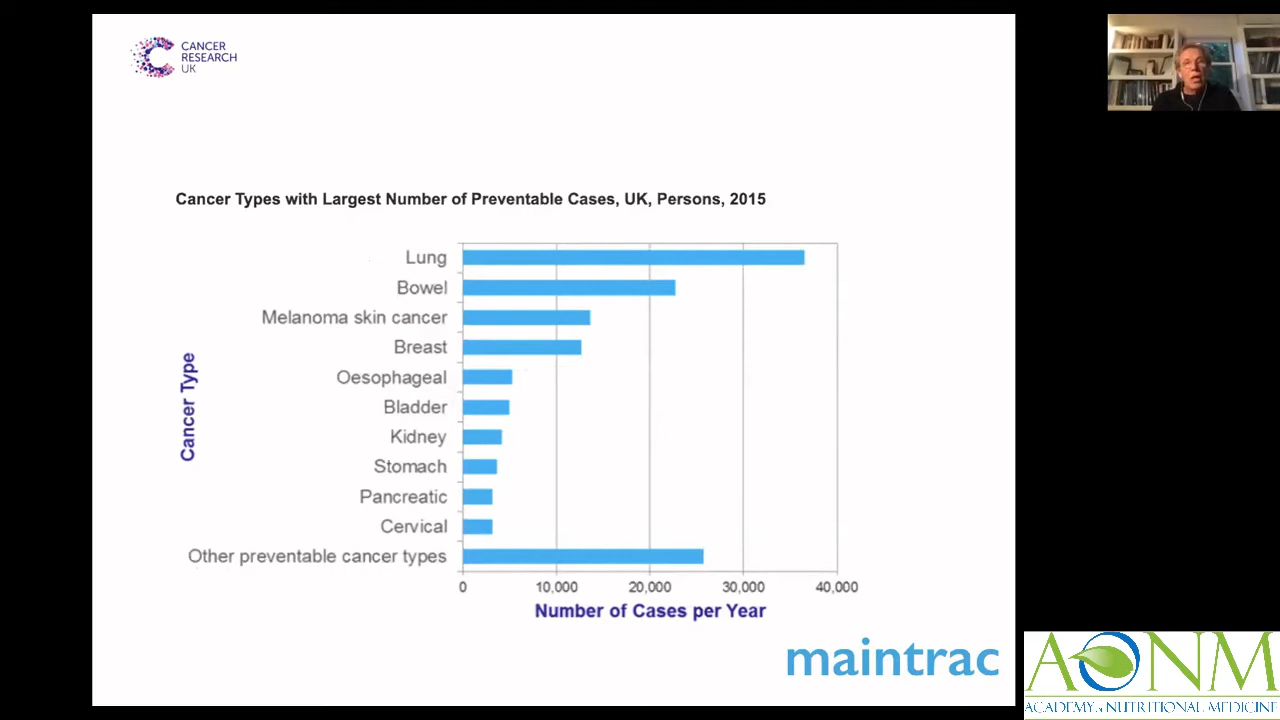 CANCER
RESEARCH
UK
Cancer Types with Largest Number of Preventable Cases, UK, Persons, 2015
Cancer Type
Lung
Bowel
Melanoma skin cancer
Breast
Oesophageal
Bladder
Kidney
Stomach
Pancreatic
Cervical
Other preventable cancer types
0 10,000 20,000 30,000 40,000
Number of Cases per Year
maintrac
AONM
ACADEMY of NUTRITIONAL MEDICINE